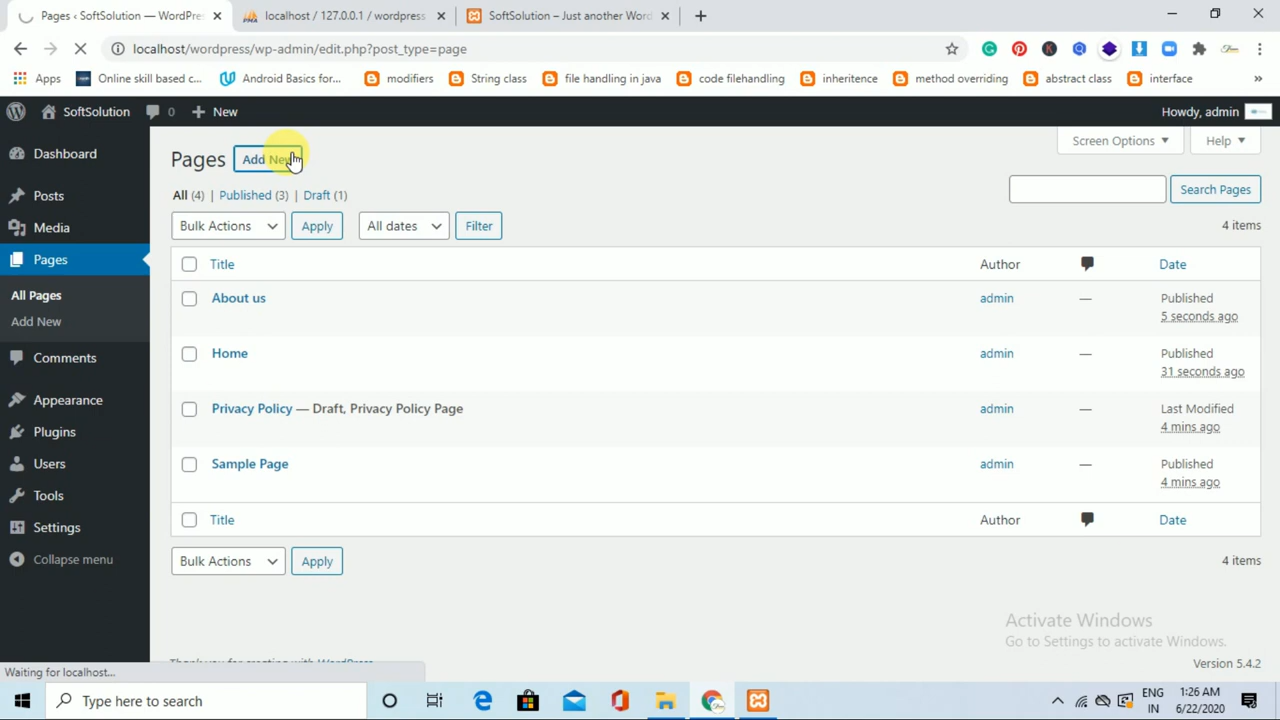 Pages ‹ SoftSolution — WordPres
localhost / 127.0.0.1 / wordpress
SoftSolution – Just another Word
localhost/wordpress/wp-admin/edit.php?post_type=page
Apps
Online skill based c...
Android Basics for...
modifiers
String class
file handling in java
code filehandling
inheritence
method overriding
abstract class
interface
»
SoftSolution
0
New
Howdy, admin
Dashboard
Posts
Media
Pages
All Pages
Add New
Comments
Appearance
Plugins
Users
Tools
Settings
Collapse menu
Pages
Add New
Screen Options
Help
All (4) | Published (3) | Draft (1)
Search Pages
Bulk Actions
Apply
All dates
Filter
4 items
Title
Author
Date
About us
admin
—
Published
5 seconds ago
Home
admin
—
Published
31 seconds ago
Privacy Policy — Draft, Privacy Policy Page
admin
—
Last Modified
4 mins ago
Sample Page
admin
—
Published
4 mins ago
Title
Author
Date
Bulk Actions
Apply
4 items
Activate Windows
Go to Settings to activate Windows.
Thank you for creating with WordPress
Version 5.4.2
Waiting for localhost...
Type here to search
ENG
IN
1:26 AM
6/22/2020